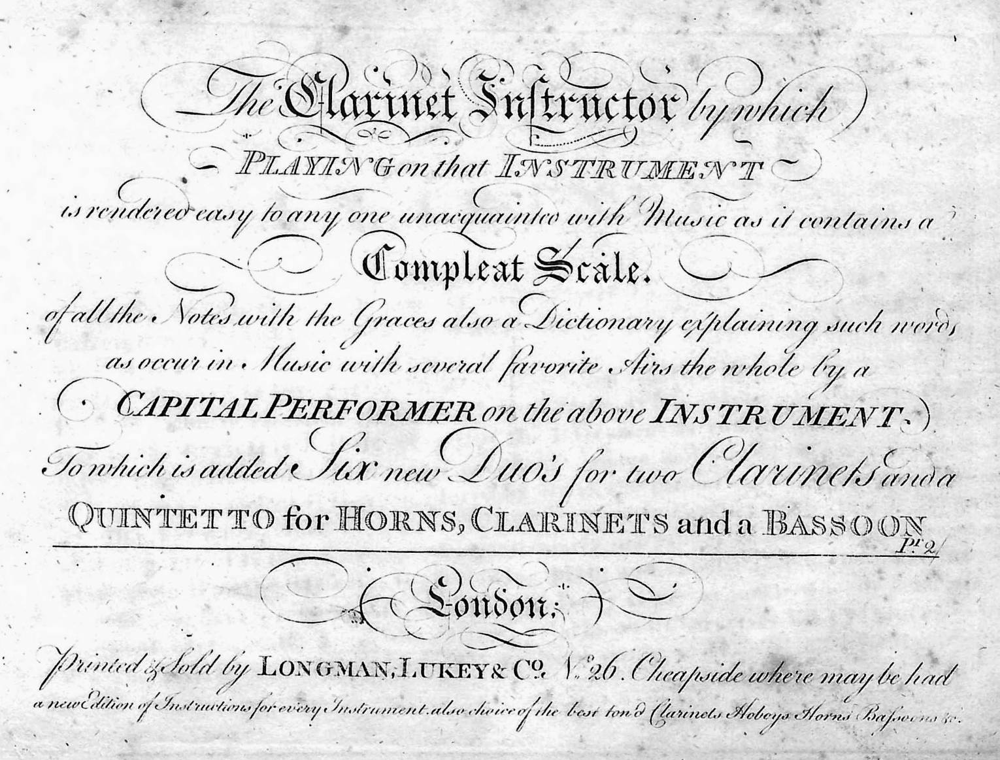 The Clarinet Instructor by which
PLAYING on that INSTRUMENT
is rendered easy to any one unacquainted with Music as it contains a
Compleat Scale.
of all the Notes with the Graces also a Dictionary explaining such words
as occur in Music with several favorite Airs the whole by a
CAPITAL PERFORMER on the above INSTRUMENT.
To which is added Six new Duo's for two Clarinets and a
QUINTETTO for HORNS, CLARINETS and a BASSOON
Pr. 2/
London:
Printed & Sold by LONGMAN, LUKEY & Co. No. 26. Cheapside where may be had
a new Edition of Instructions for every Instrument. also choice of the best ton'd Clarinets Hoboys Horns Baſsoons &c.